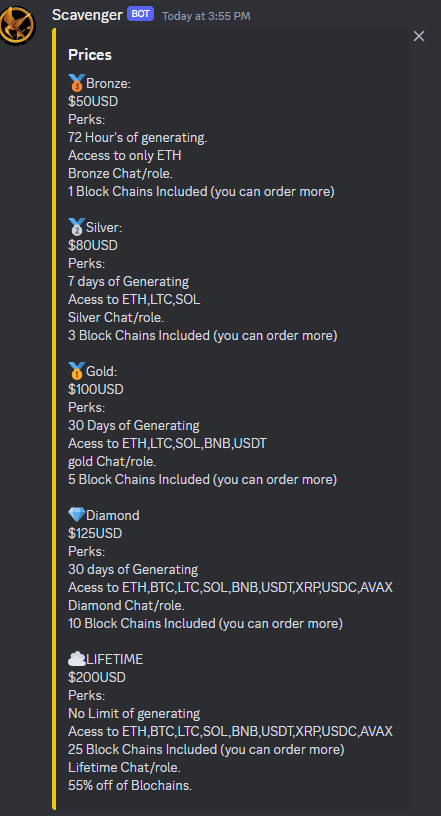 Scavenger BOT Today at 3:55 PM
Prices
🥉Bronze:
$50USD
Perks:
72 Hour's of generating.
Access to only ETH
Bronze Chat/role.
1 Block Chains Included (you can order more)
🥈Silver:
$80USD
Perks:
7 days of Generating
Acess to ETH,LTC,SOL
Silver Chat/role.
3 Block Chains Included (you can order more)
🥇Gold:
$100USD
Perks:
30 Days of Generating
Acess to ETH,LTC,SOL,BNB,USDT
gold Chat/role.
5 Block Chains Included (you can order more)
💎Diamond
$125USD
Perks:
30 days of Generating
Acess to ETH,BTC,LTC,SOL,BNB,USDT,XRP,USDC,AVAX
Diamond Chat/role.
10 Block Chains Included (you can order more)
☁️LIFETIME
$200USD
Perks:
No Limit of generating
Acess to ETH,BTC,LTC,SOL,BNB,USDT,XRP,USDC,AVAX
25 Block Chains Included (you can order more)
Lifetime Chat/role.
55% off of Blochains.